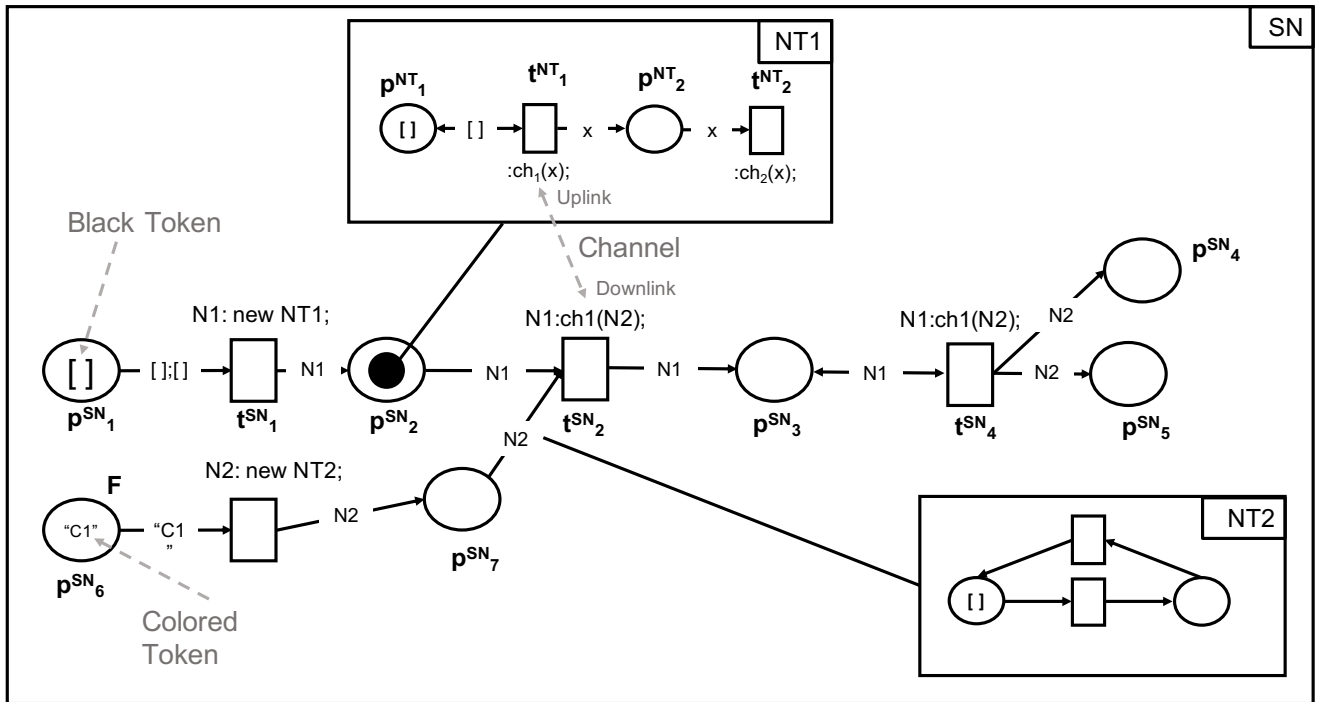 SN
NT1
p^NT_1
t^NT_1
p^NT_2
t^NT_2
[ ]
[ ]
x
x
:ch₁(x);
:ch₂(x);
Uplink
Channel
Downlink
Black Token
N1: new NT1;
N1:ch1(N2);
N1:ch1(N2);
p^SN_4
N2
[ ]
[ ];[ ]
N1
N1
N1
N1
N2
p^SN_1
t^SN_1
p^SN_2
t^SN_2
p^SN_3
t^SN_4
p^SN_5
N2
F
N2: new NT2;
“C1”
“C1
”
N2
p^SN_6
p^SN_7
Colored
Token
NT2
[ ]